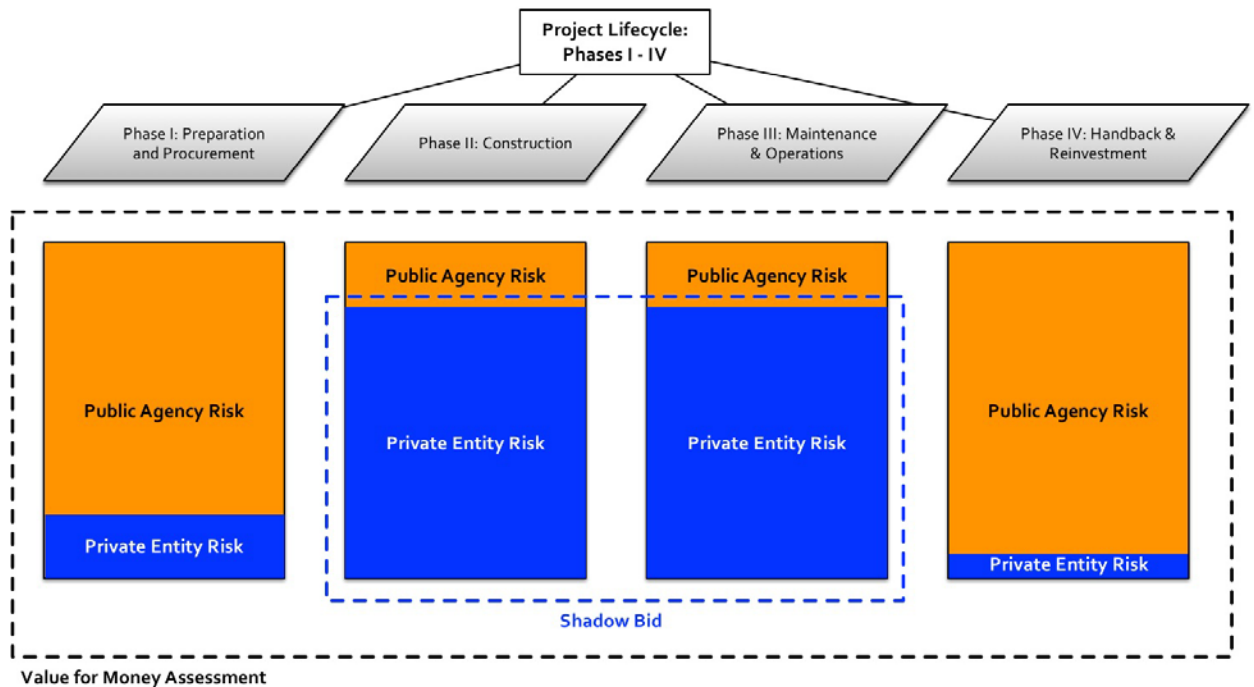 Project Lifecycle:
Phases I - IV
Phase I: Preparation
and Procurement
Phase II: Construction
Phase III: Maintenance
& Operations
Phase IV: Handback &
Reinvestment
Public Agency Risk
Private Entity Risk
Public Agency Risk
Private Entity Risk
Public Agency Risk
Private Entity Risk
Public Agency Risk
Private Entity Risk
Shadow Bid
Value for Money Assessment